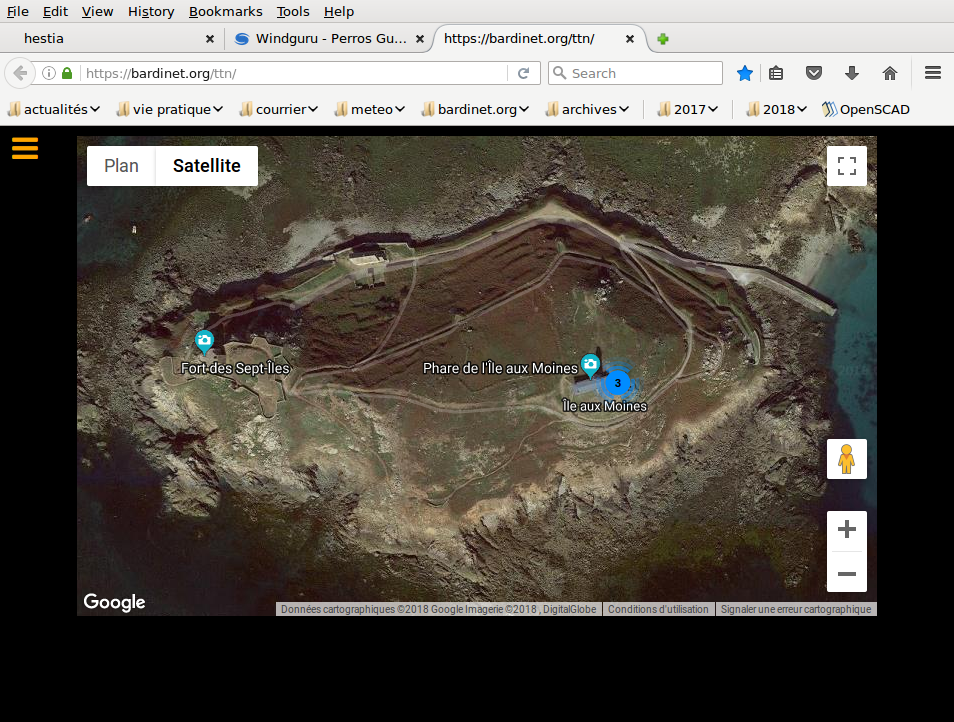 File Edit View History Bookmarks Tools Help
hestia
Windguru - Perros Gu...
https://bardinet.org/ttn/
https://bardinet.org/ttn/
Search
actualités
vie pratique
courrier
meteo
bardinet.org
archives
2017
2018
OpenSCAD
Plan
Satellite
Fort des Sept Îles
Phare de l'Île aux Moines
3
Île aux Moines
Google
Données cartographiques ©2018 Google Imagerie ©2018 , DigitalGlobe
Conditions d'utilisation
Signaler une erreur cartographique